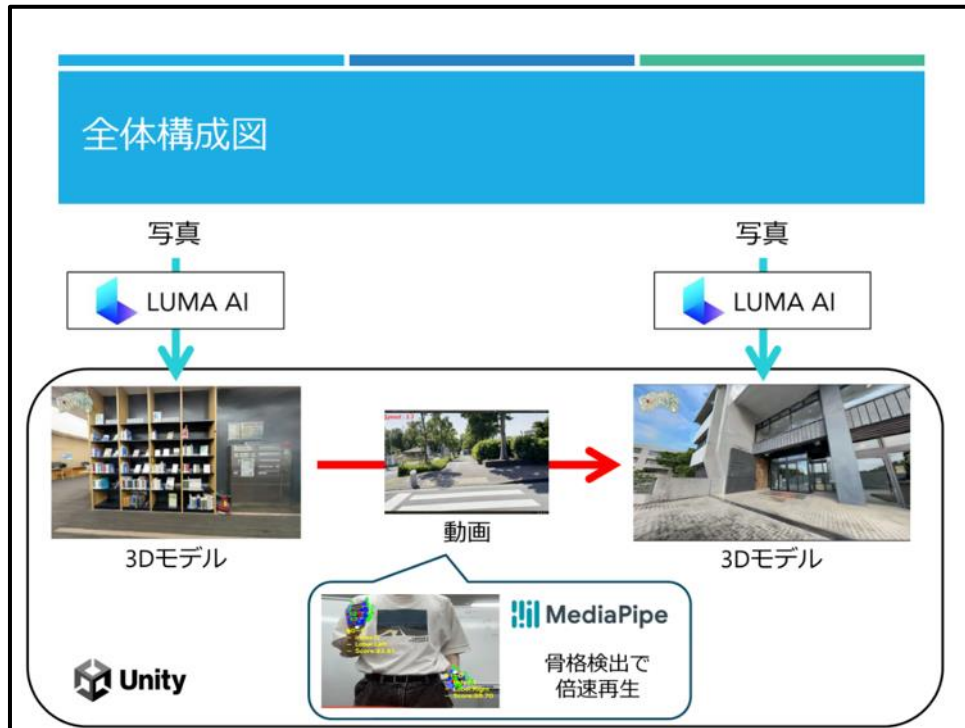 全体構成図
写真
写真
LUMA AI
LUMA AI
3Dモデル
動画
3Dモデル
MediaPipe
骨格検出で
倍速再生
Unity